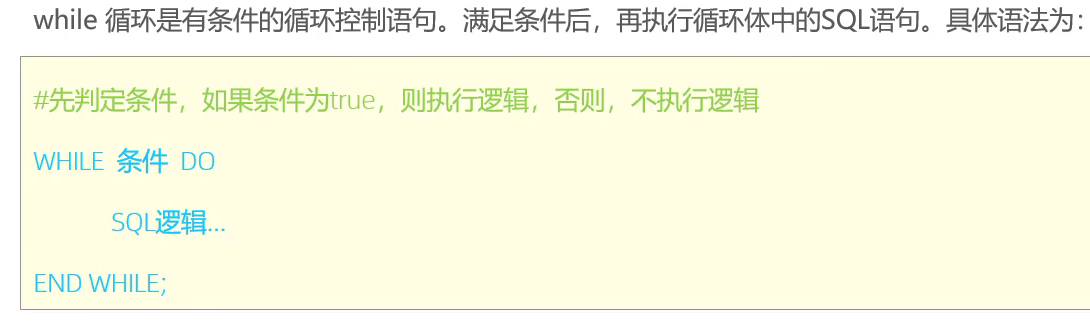 while 循环是有条件的循环控制语句。满足条件后，再执行循环体中的SQL语句。具体语法为：
#先判定条件，如果条件为true，则执行逻辑，否则，不执行逻辑
WHILE 条件 DO
SQL逻辑...
END WHILE;